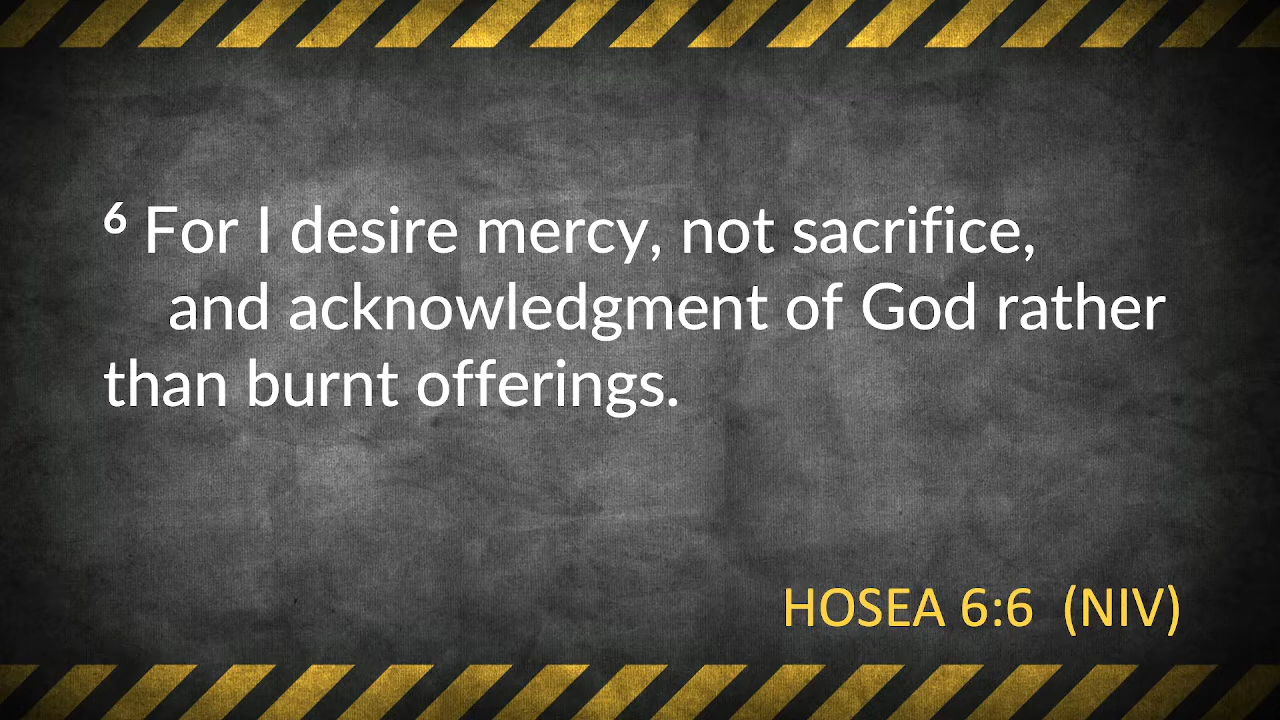 ⁶ For I desire mercy, not sacrifice,
and acknowledgment of God rather
than burnt offerings.
HOSEA 6:6 (NIV)